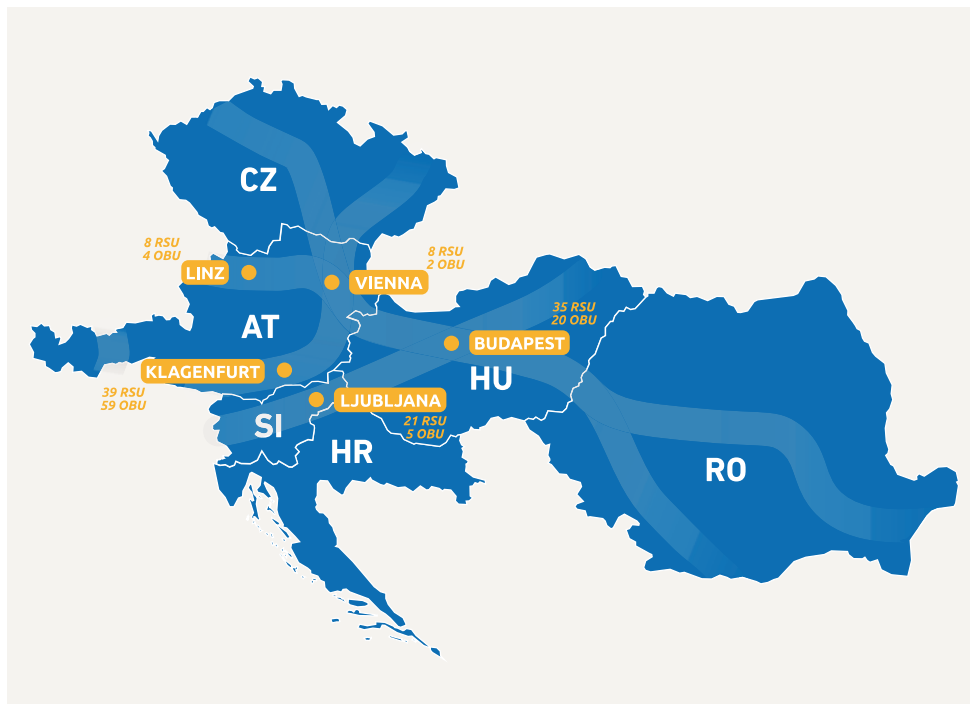 CZ
8 RSU
4 OBU
LINZ
8 RSU
2 OBU
VIENNA
35 RSU
20 OBU
AT
BUDAPEST
KLAGENFURT
HU
39 RSU
59 OBU
LJUBLJANA
21 RSU
5 OBU
SI
HR
RO